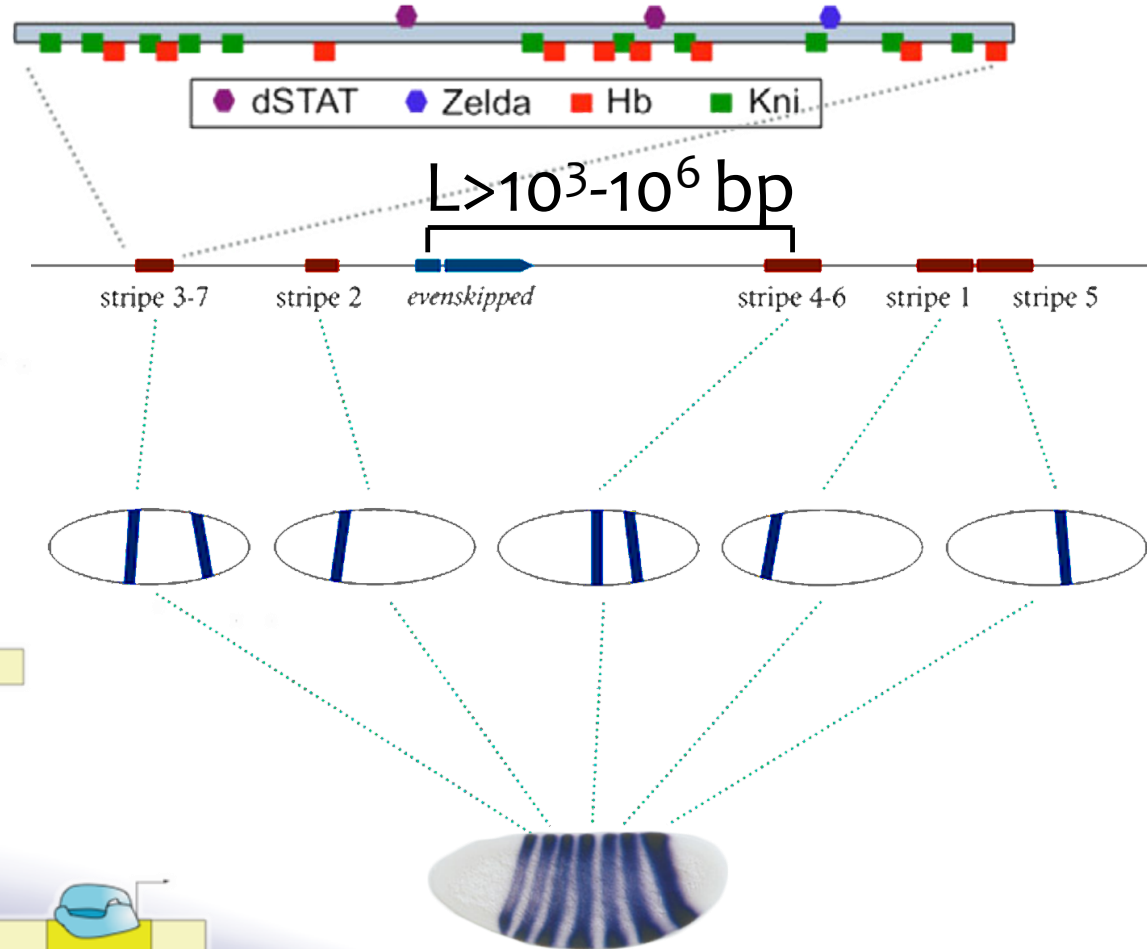 dSTAT Zelda Hb Kni
L>10³-10⁶ bp
stripe 3-7 stripe 2 evenskipped stripe 4-6 stripe 1 stripe 5